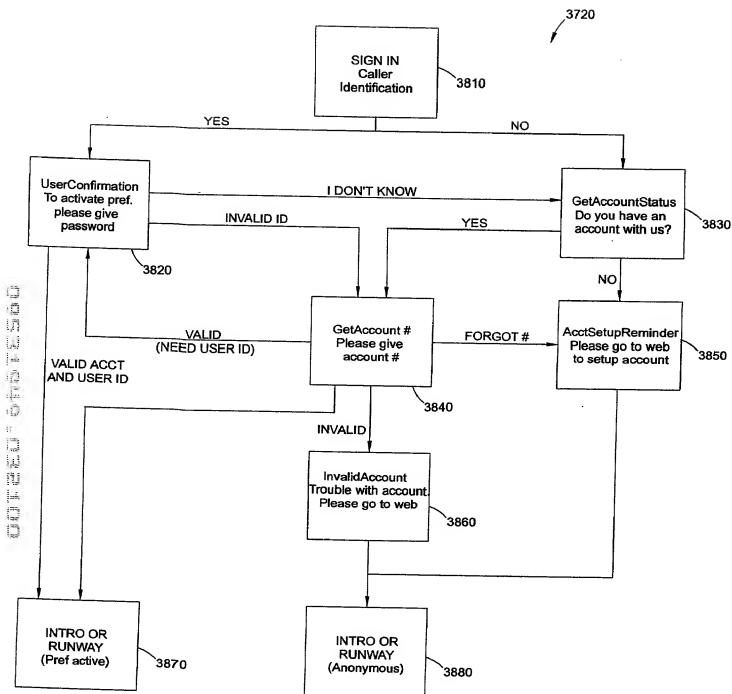 3720
SIGN IN
Caller
Identification
3810
YES
NO
UserConfirmation
To activate pref.
please give
password
3820
I DON'T KNOW
INVALID ID
YES
GetAccountStatus
Do you have an
account with us?
3830
NO
VALID
(NEED USER ID)
GetAccount #
Please give
account #
3840
FORGOT #
AcctSetupReminder
Please go to web
to setup account
3850
VALID ACCT
AND USER ID
INVALID
InvalidAccount
Trouble with account.
Please go to web
3860
INTRO OR
RUNWAY
(Pref active)
3870
INTRO OR
RUNWAY
(Anonymous)
3880